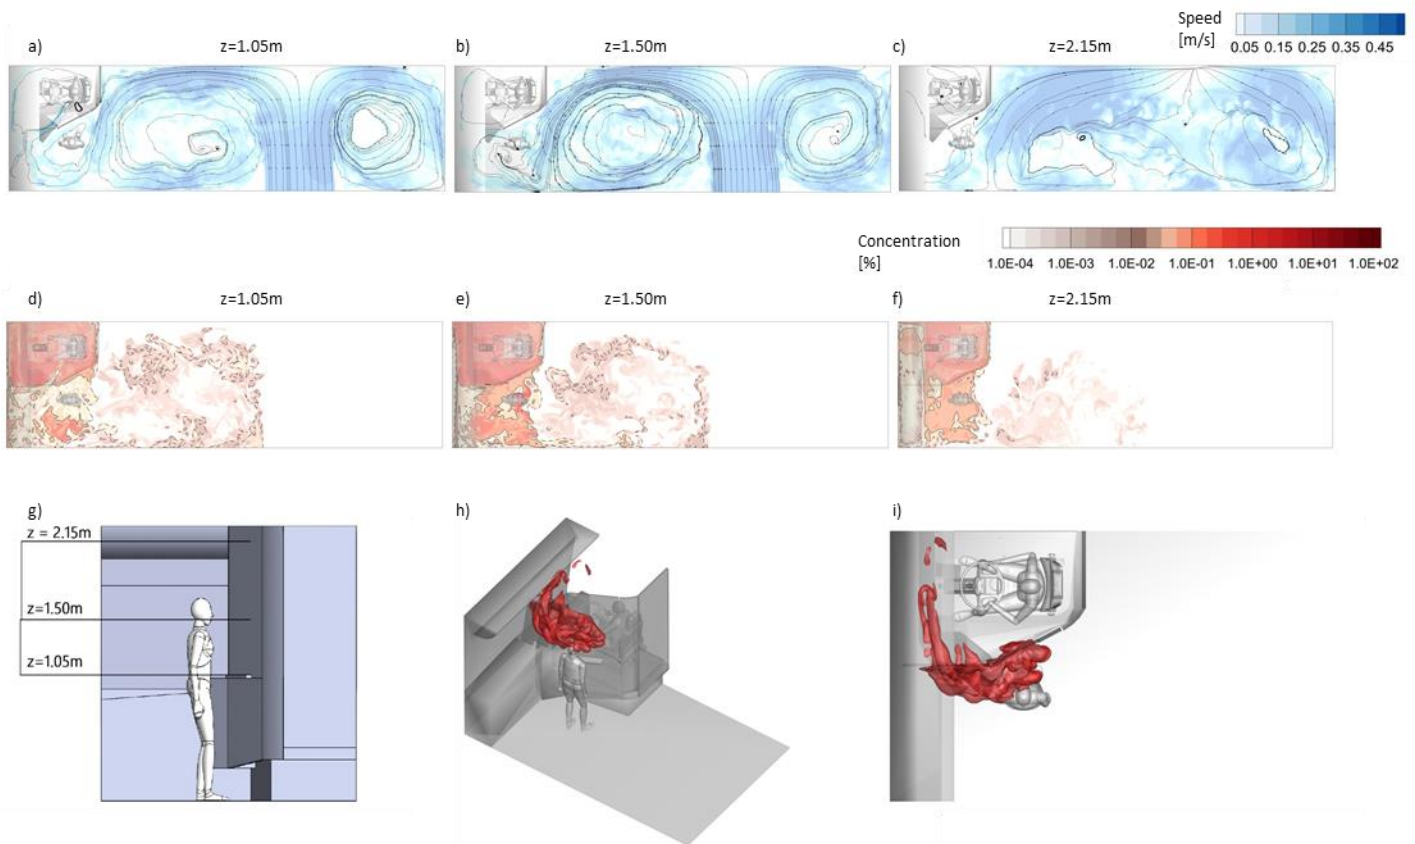 Speed
[m/s]
0.05 0.15 0.25 0.35 0.45
a) z=1.05m
b) z=1.50m
c) z=2.15m
Concentration
[%]
1.0E-04 1.0E-03 1.0E-02 1.0E-01 1.0E+00 1.0E+01 1.0E+02
d) z=1.05m
e) z=1.50m
f) z=2.15m
g)
z = 2.15m
z=1.50m
z=1.05m
h)
i)